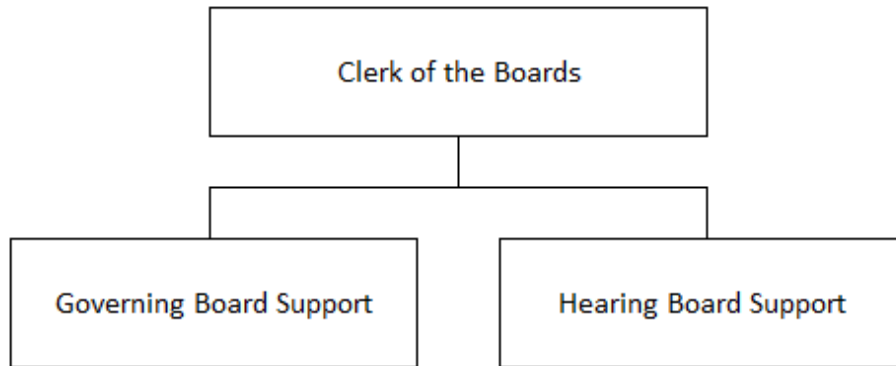 Clerk of the Boards
Governing Board Support
Hearing Board Support